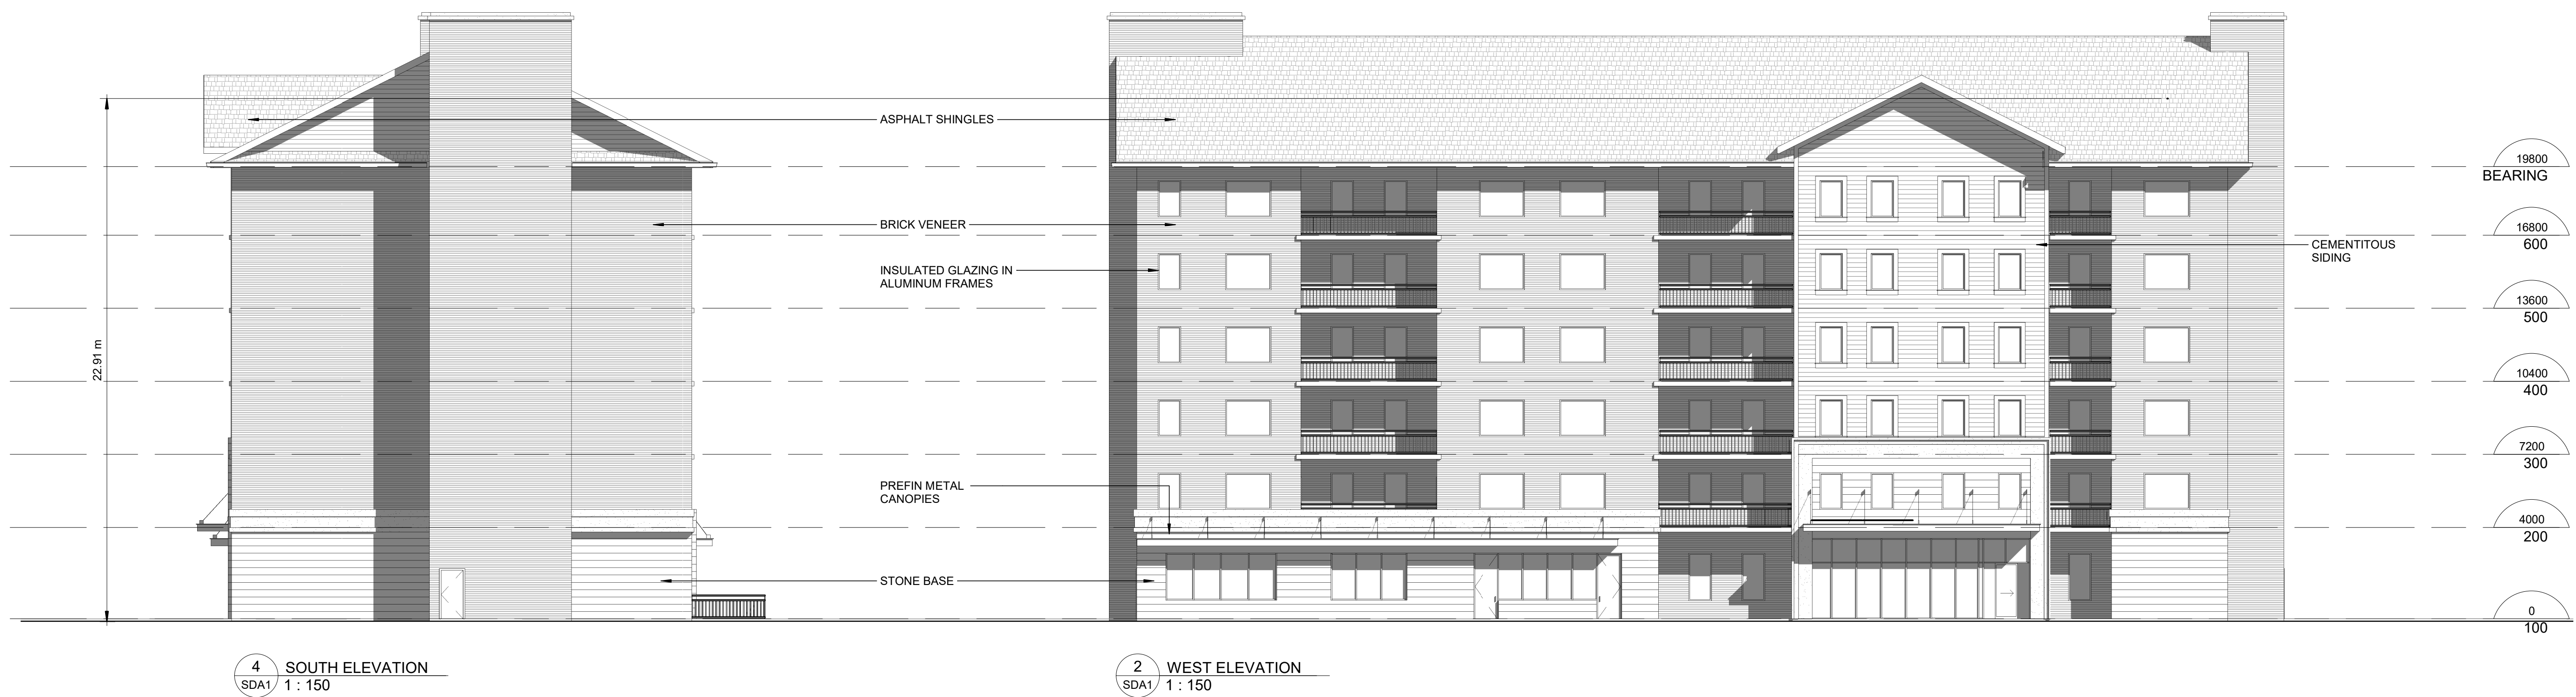 ASPHALT SHINGLES
19800
BEARING
BRICK VENEER
16800
600
CEMENTITOUS
SIDING
INSULATED GLAZING IN
ALUMINUM FRAMES
13600
500
22.91 m
10400
400
7200
300
PREFIN METAL
CANOPIES
4000
200
STONE BASE
0
100
4
SDA1
SOUTH ELEVATION
1 : 150
2
SDA1
WEST ELEVATION
1 : 150